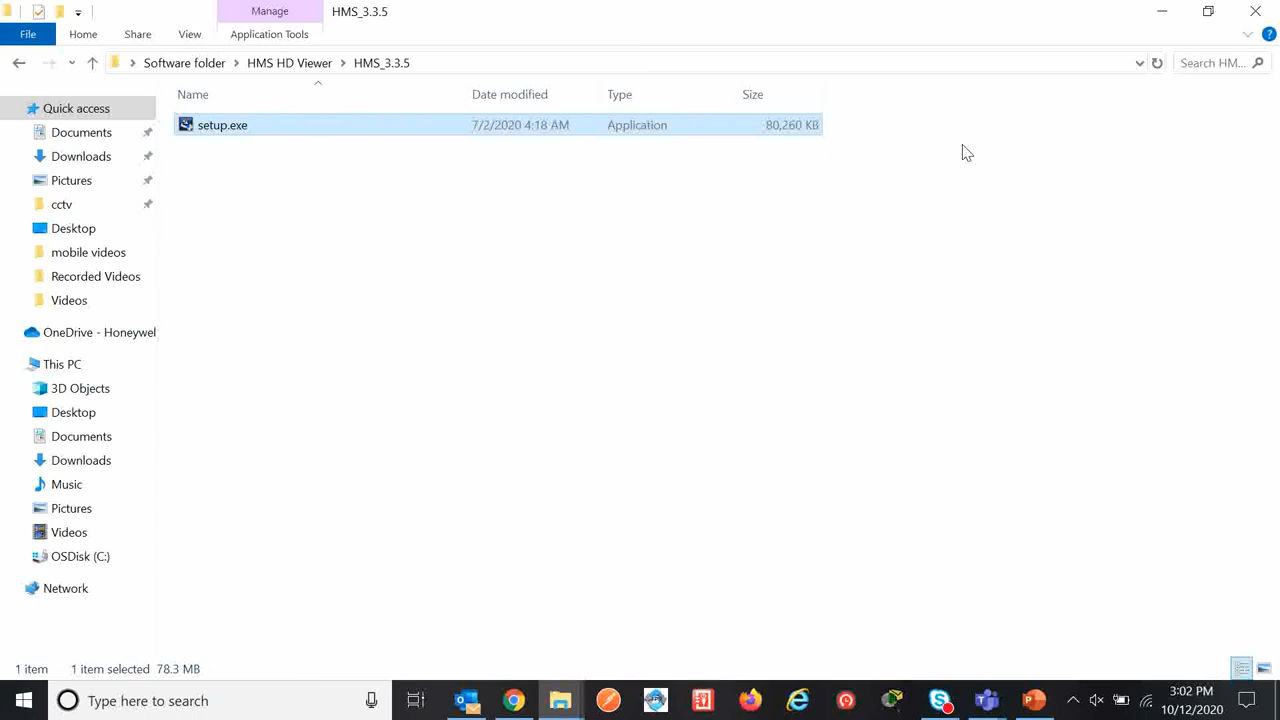 Manage
HMS_3.3.5
File
Home
Share
View
Application Tools
Software folder
HMS HD Viewer
HMS_3.3.5
Search HM...
Name
Date modified
Type
Size
setup.exe
7/2/2020 4:18 AM
Application
80,260 KB
Quick access
Documents
Downloads
Pictures
cctv
Desktop
mobile videos
Recorded Videos
Videos
OneDrive - Honeywel
This PC
3D Objects
Desktop
Documents
Downloads
Music
Pictures
Videos
OSDisk (C:)
Network
1 item
1 item selected
78.3 MB
Type here to search
3:02 PM
10/12/2020